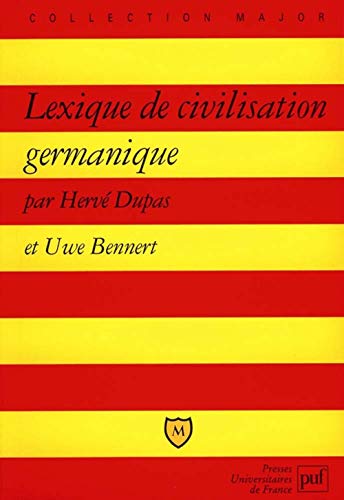 COLLECTION MAJOR
Lexique de civilisation
germanique
par Hervé Dupas
et Uwe Bennert
M
Presses
Universitaires
de France
puf